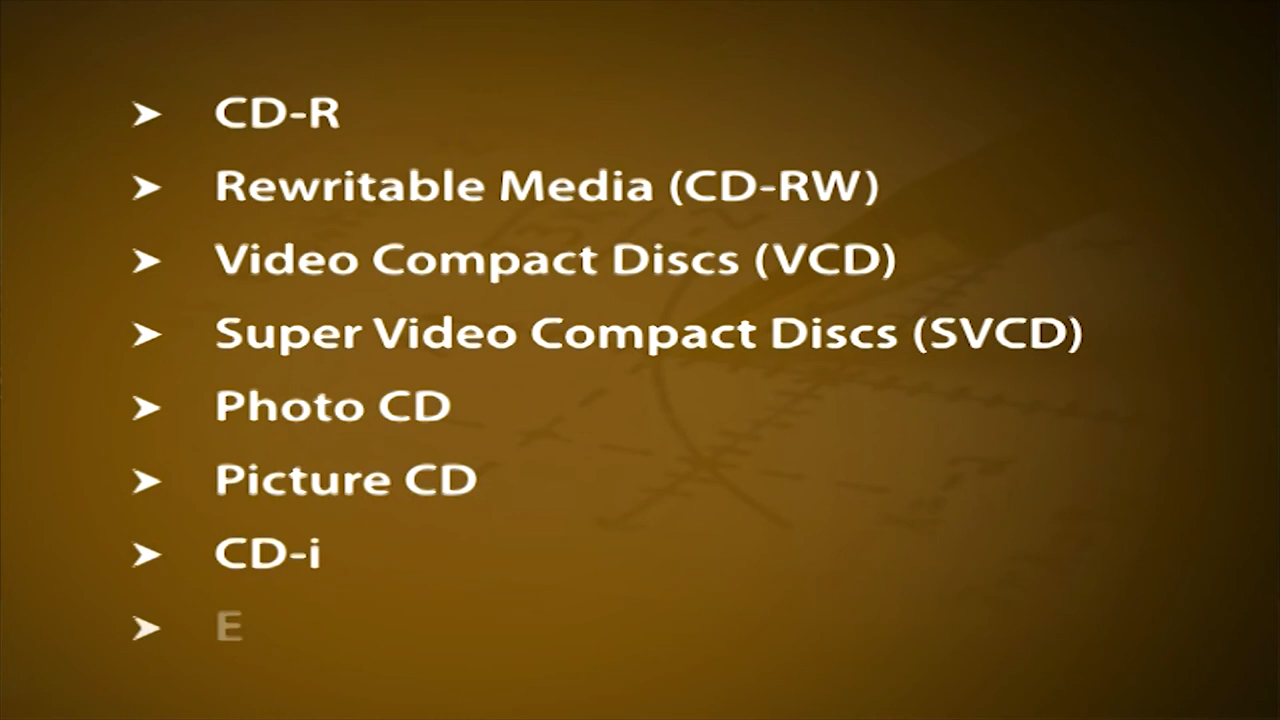 ➤ CD-R
➤ Rewritable Media (CD-RW)
➤ Video Compact Discs (VCD)
➤ Super Video Compact Discs (SVCD)
➤ Photo CD
➤ Picture CD
➤ CD-i
➤ E